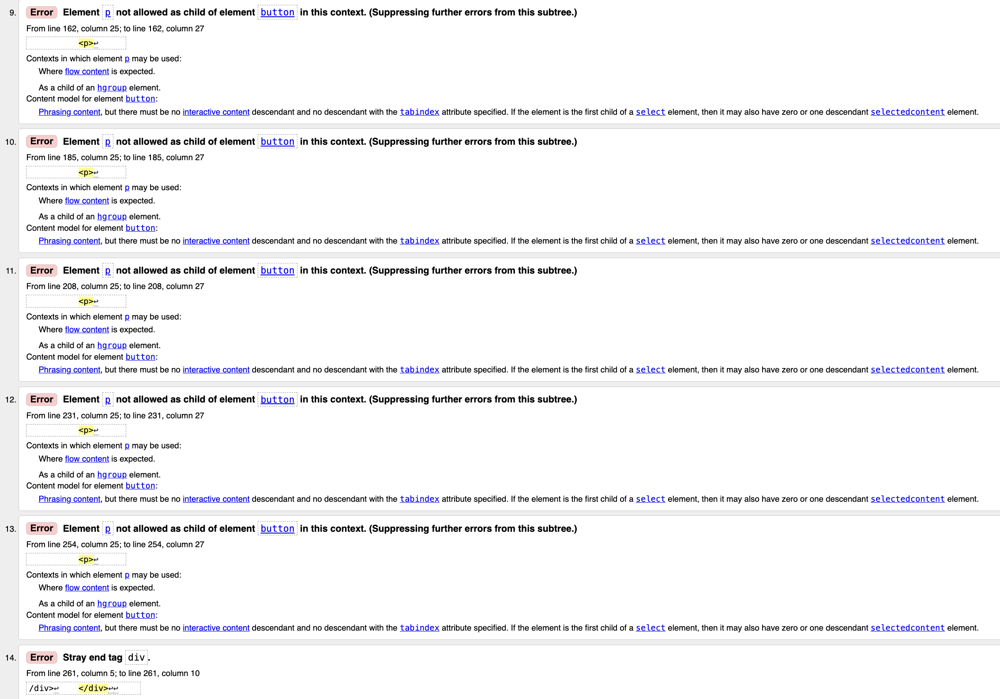 9. Error Element p not allowed as child of element button in this context. (Suppressing further errors from this subtree.)
From line 162, column 25; to line 162, column 27
<p>↩
Contexts in which element p may be used:
Where flow content is expected.
As a child of an hgroup element.
Content model for element button:
Phrasing content, but there must be no interactive content descendant and no descendant with the tabindex attribute specified. If the element is the first child of a select element, then it may also have zero or one descendant selectedcontent element.
10. Error Element p not allowed as child of element button in this context. (Suppressing further errors from this subtree.)
From line 185, column 25; to line 185, column 27
<p>↩
Contexts in which element p may be used:
Where flow content is expected.
As a child of an hgroup element.
Content model for element button:
Phrasing content, but there must be no interactive content descendant and no descendant with the tabindex attribute specified. If the element is the first child of a select element, then it may also have zero or one descendant selectedcontent element.
11. Error Element p not allowed as child of element button in this context. (Suppressing further errors from this subtree.)
From line 208, column 25; to line 208, column 27
<p>↩
Contexts in which element p may be used:
Where flow content is expected.
As a child of an hgroup element.
Content model for element button:
Phrasing content, but there must be no interactive content descendant and no descendant with the tabindex attribute specified. If the element is the first child of a select element, then it may also have zero or one descendant selectedcontent element.
12. Error Element p not allowed as child of element button in this context. (Suppressing further errors from this subtree.)
From line 231, column 25; to line 231, column 27
<p>↩
Contexts in which element p may be used:
Where flow content is expected.
As a child of an hgroup element.
Content model for element button:
Phrasing content, but there must be no interactive content descendant and no descendant with the tabindex attribute specified. If the element is the first child of a select element, then it may also have zero or one descendant selectedcontent element.
13. Error Element p not allowed as child of element button in this context. (Suppressing further errors from this subtree.)
From line 254, column 25; to line 254, column 27
<p>↩
Contexts in which element p may be used:
Where flow content is expected.
As a child of an hgroup element.
Content model for element button:
Phrasing content, but there must be no interactive content descendant and no descendant with the tabindex attribute specified. If the element is the first child of a select element, then it may also have zero or one descendant selectedcontent element.
14. Error Stray end tag div.
From line 261, column 5; to line 261, column 10
/div>↩    </div>↩↩